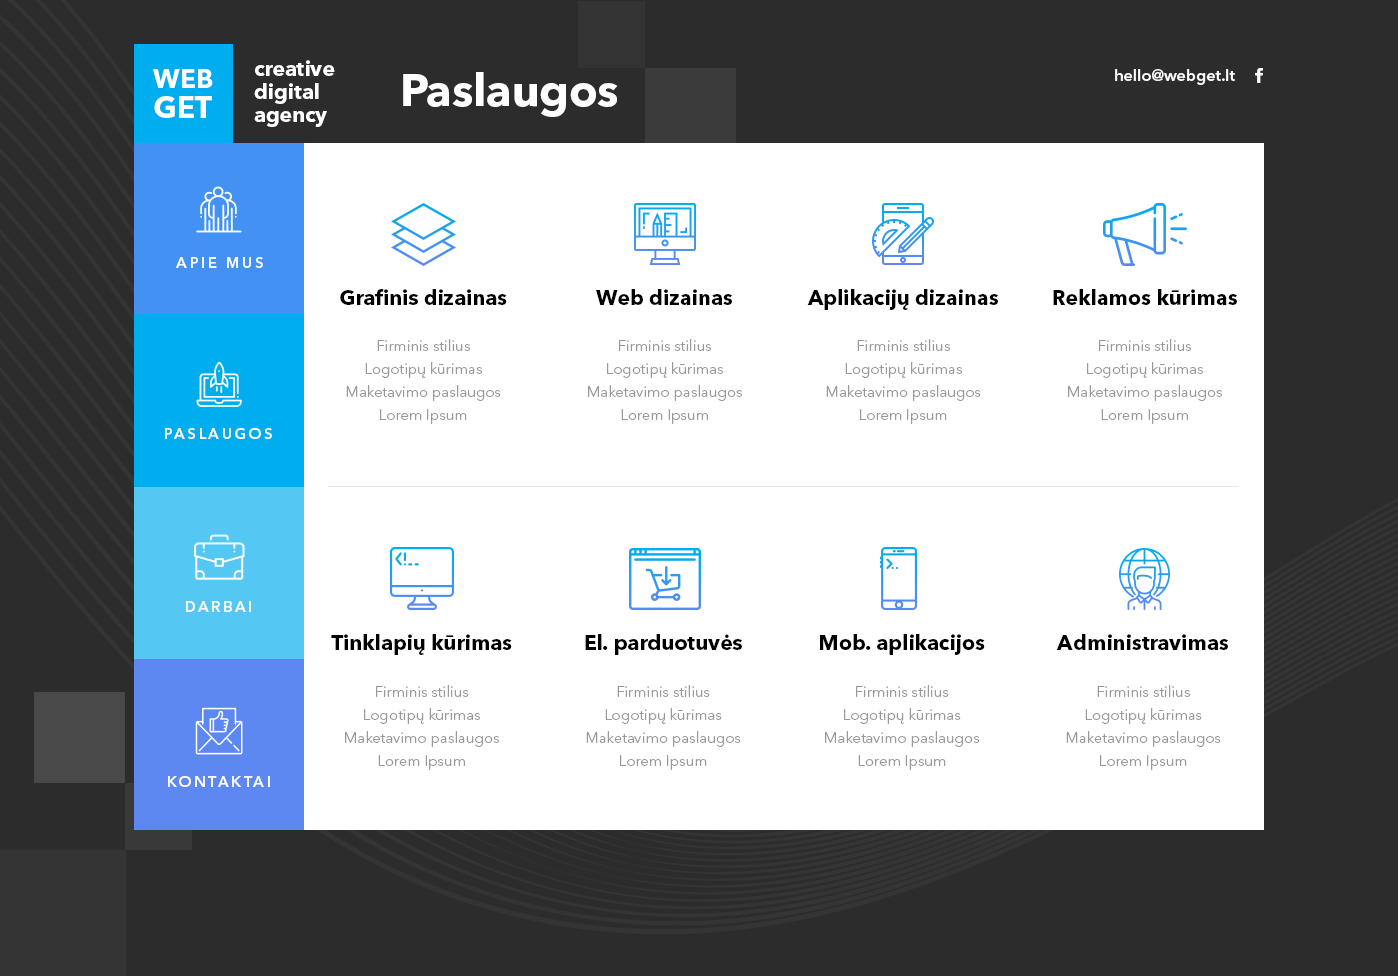 WEB
GET
creative
digital
agency
Paslaugos
hello@webget.lt
APIE MUS
PASLAUGOS
DARBAI
KONTAKTAI
Grafinis dizainas
Firminis stilius
Logotipų kūrimas
Maketavimo paslaugos
Lorem Ipsum
Web dizainas
Firminis stilius
Logotipų kūrimas
Maketavimo paslaugos
Lorem Ipsum
Aplikacijų dizainas
Firminis stilius
Logotipų kūrimas
Maketavimo paslaugos
Lorem Ipsum
Reklamos kūrimas
Firminis stilius
Logotipų kūrimas
Maketavimo paslaugos
Lorem Ipsum
Tinklapių kūrimas
Firminis stilius
Logotipų kūrimas
Maketavimo paslaugos
Lorem Ipsum
El. parduotuvės
Firminis stilius
Logotipų kūrimas
Maketavimo paslaugos
Lorem Ipsum
Mob. aplikacijos
Firminis stilius
Logotipų kūrimas
Maketavimo paslaugos
Lorem Ipsum
Administravimas
Firminis stilius
Logotipų kūrimas
Maketavimo paslaugos
Lorem Ipsum